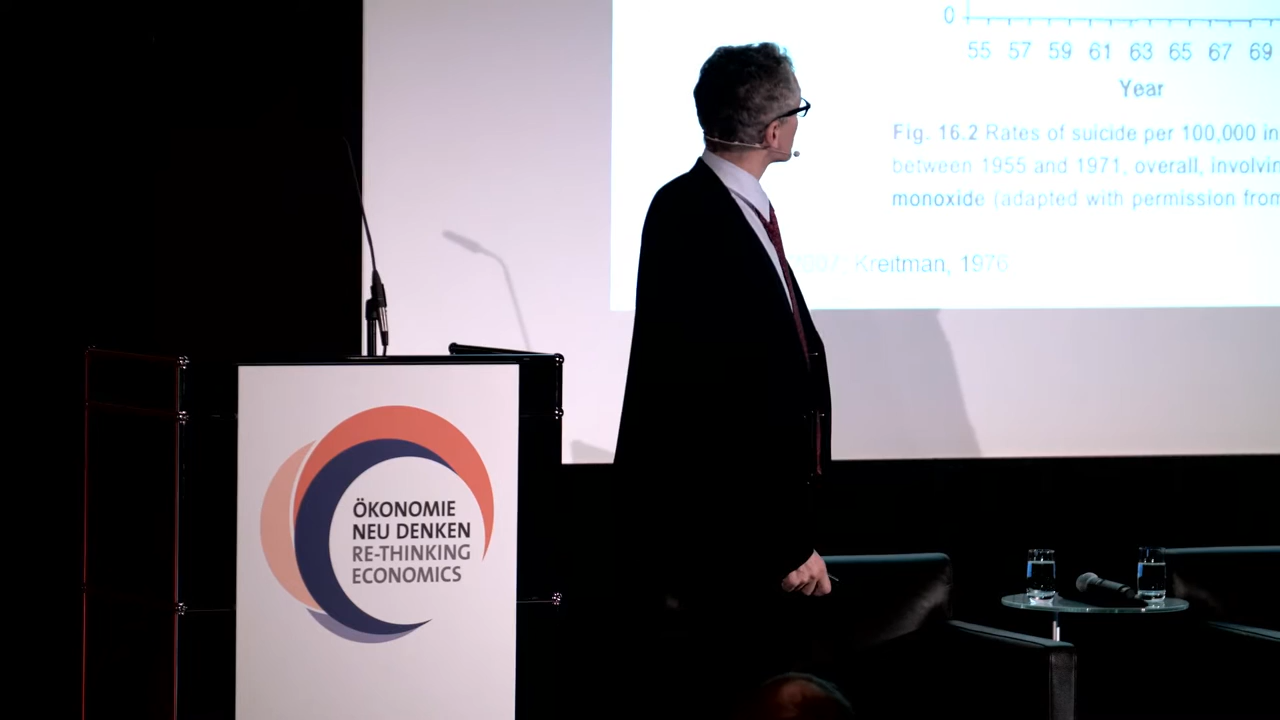 0
55 57 59 61 63 65 67 69
Year
Fig. 16.2 Rates of suicide per 100,000 in
between 1955 and 1971, overall, involvin
monoxide (adapted with permission from
2007; Kreitman, 1976
ÖKONOMIE
NEU DENKEN
RE-THINKING
ECONOMICS